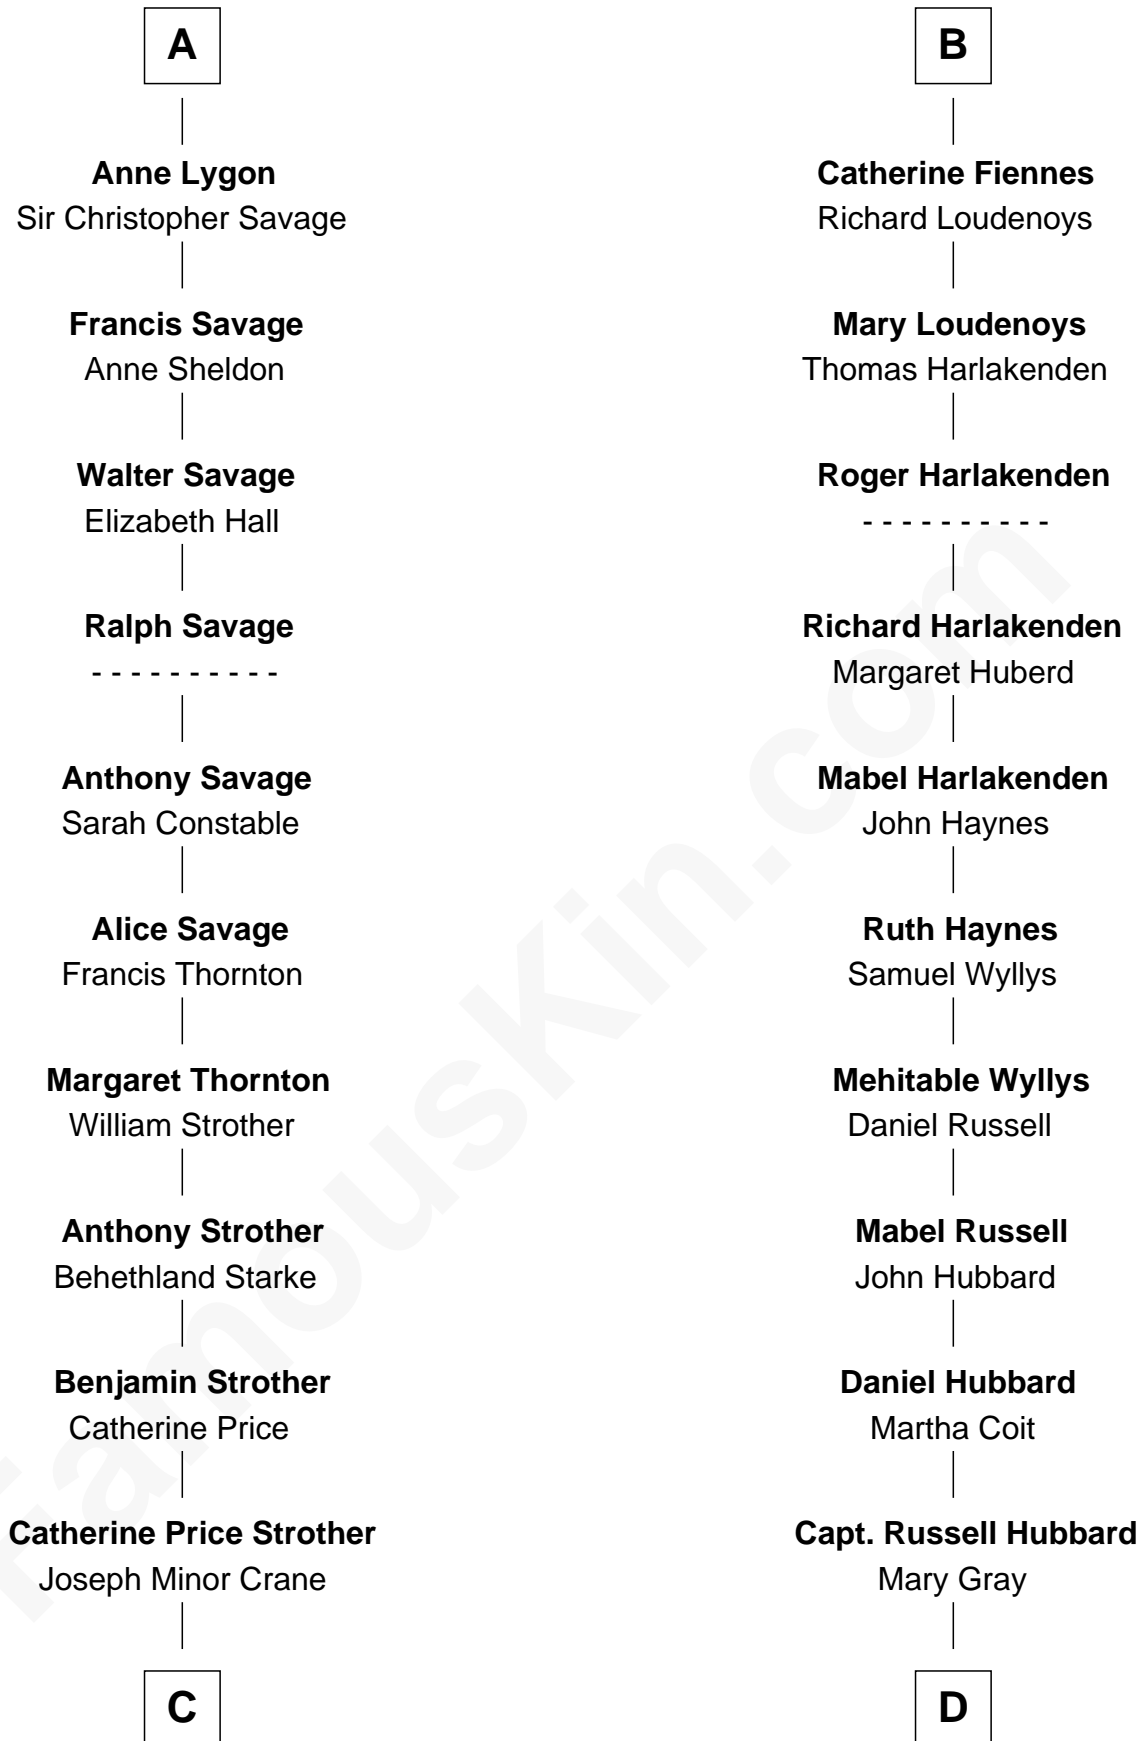 A
Anne Lygon
Sir Christopher Savage
Francis Savage
Anne Sheldon
Walter Savage
Elizabeth Hall
Ralph Savage
- - - - - - - - - -
Anthony Savage
Sarah Constable
Alice Savage
Francis Thornton
Margaret Thornton
William Strother
Anthony Strother
Behethland Starke
Benjamin Strother
Catherine Price
Catherine Price Strother
Joseph Minor Crane
C
B
Catherine Fiennes
Richard Loudenoys
Mary Loudenoys
Thomas Harlakenden
Roger Harlakenden
- - - - - - - - - -
Richard Harlakenden
Margaret Huberd
Mabel Harlakenden
John Haynes
Ruth Haynes
Samuel Wyllys
Mehitable Wyllys
Daniel Russell
Mabel Russell
John Hubbard
Daniel Hubbard
Martha Coit
Capt. Russell Hubbard
Mary Gray
D
FamousKin.com